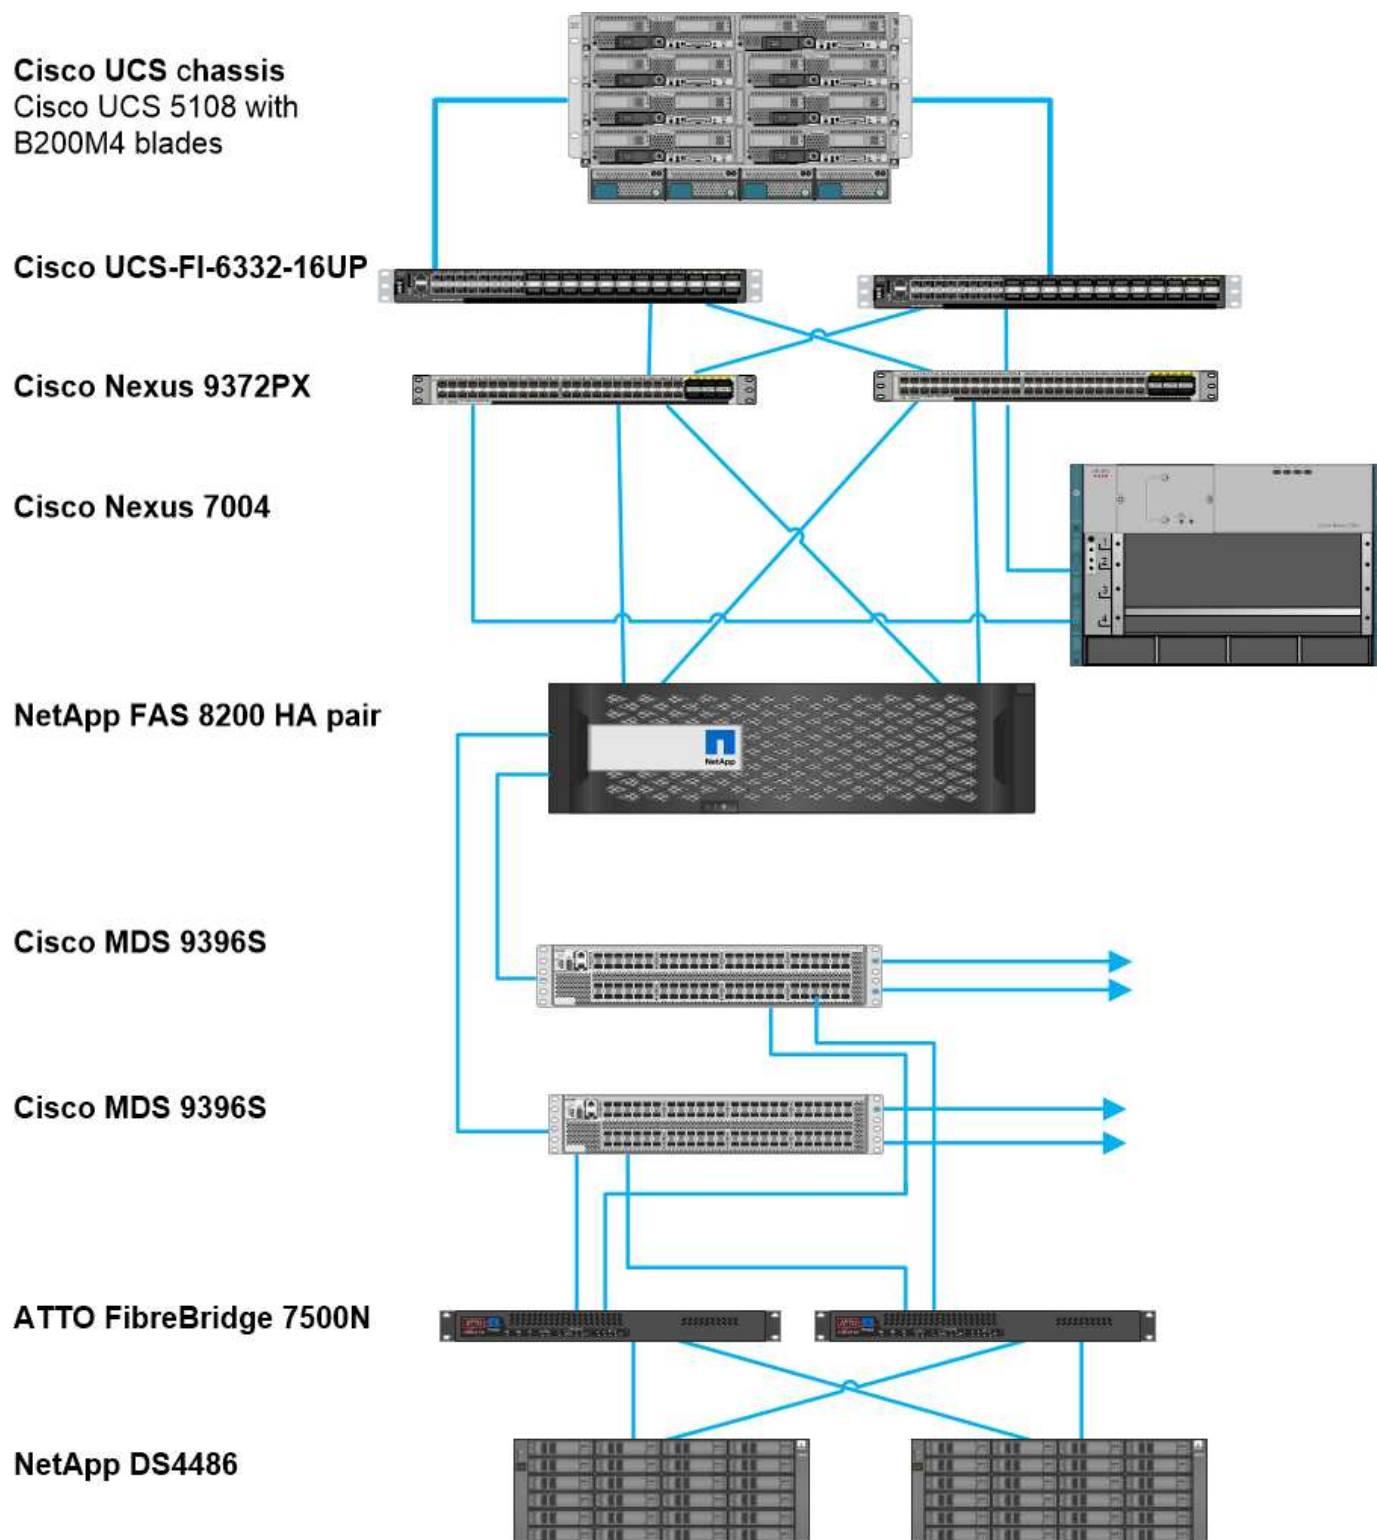 Cisco UCS chassis
Cisco UCS 5108 with
B200M4 blades
Cisco UCS-FI-6332-16UP
Cisco Nexus 9372PX
Cisco Nexus 7004
NetApp FAS 8200 HA pair
NetApp
Cisco MDS 9396S
Cisco MDS 9396S
ATTO FibreBridge 7500N
NetApp DS4486